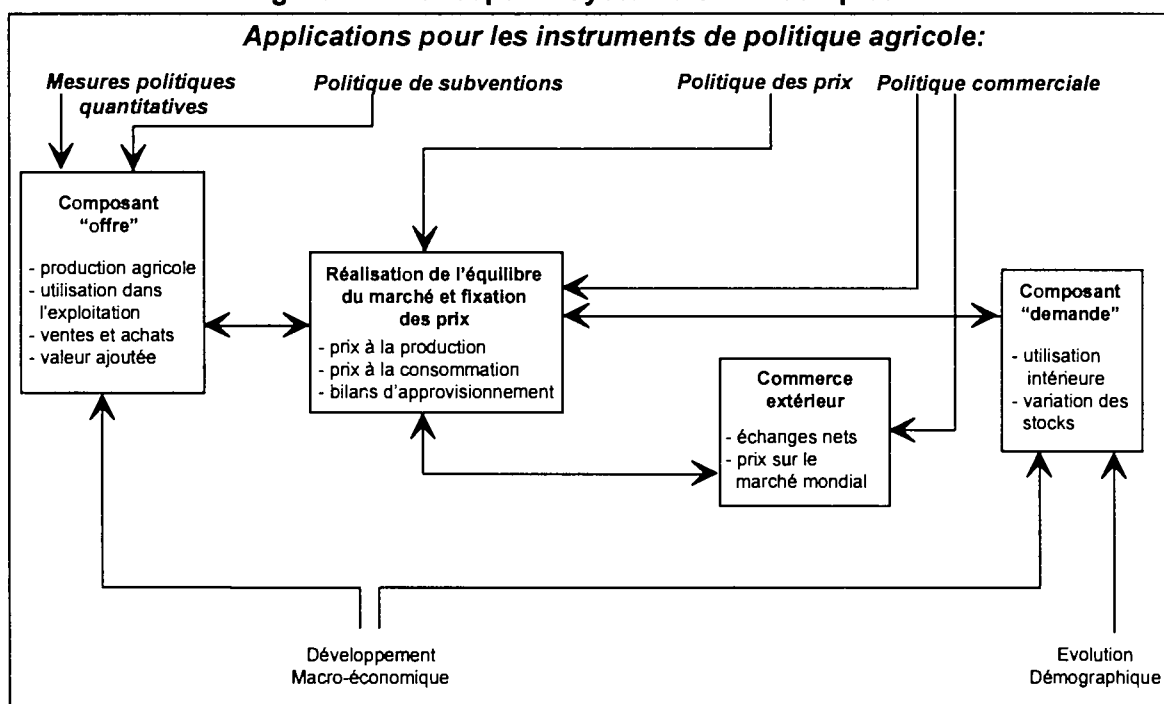 Applications pour les instruments de politique agricole:
Mesures politiques
quantitatives
Politique de subventions
Politique des prix
Politique commerciale
Composant
“offre”
- production agricole
- utilisation dans
l'exploitation
- ventes et achats
- valeur ajoutée
Réalisation de l'équilibre
du marché et fixation
des prix
- prix à la production
- prix à la consommation
- bilans d'approvisionnement
Commerce
extérieur
- échanges nets
- prix sur le
marché mondial
Composant
“demande”
- utilisation
intérieure
- variation des
stocks
Développement
Macro-économique
Evolution
Démographique